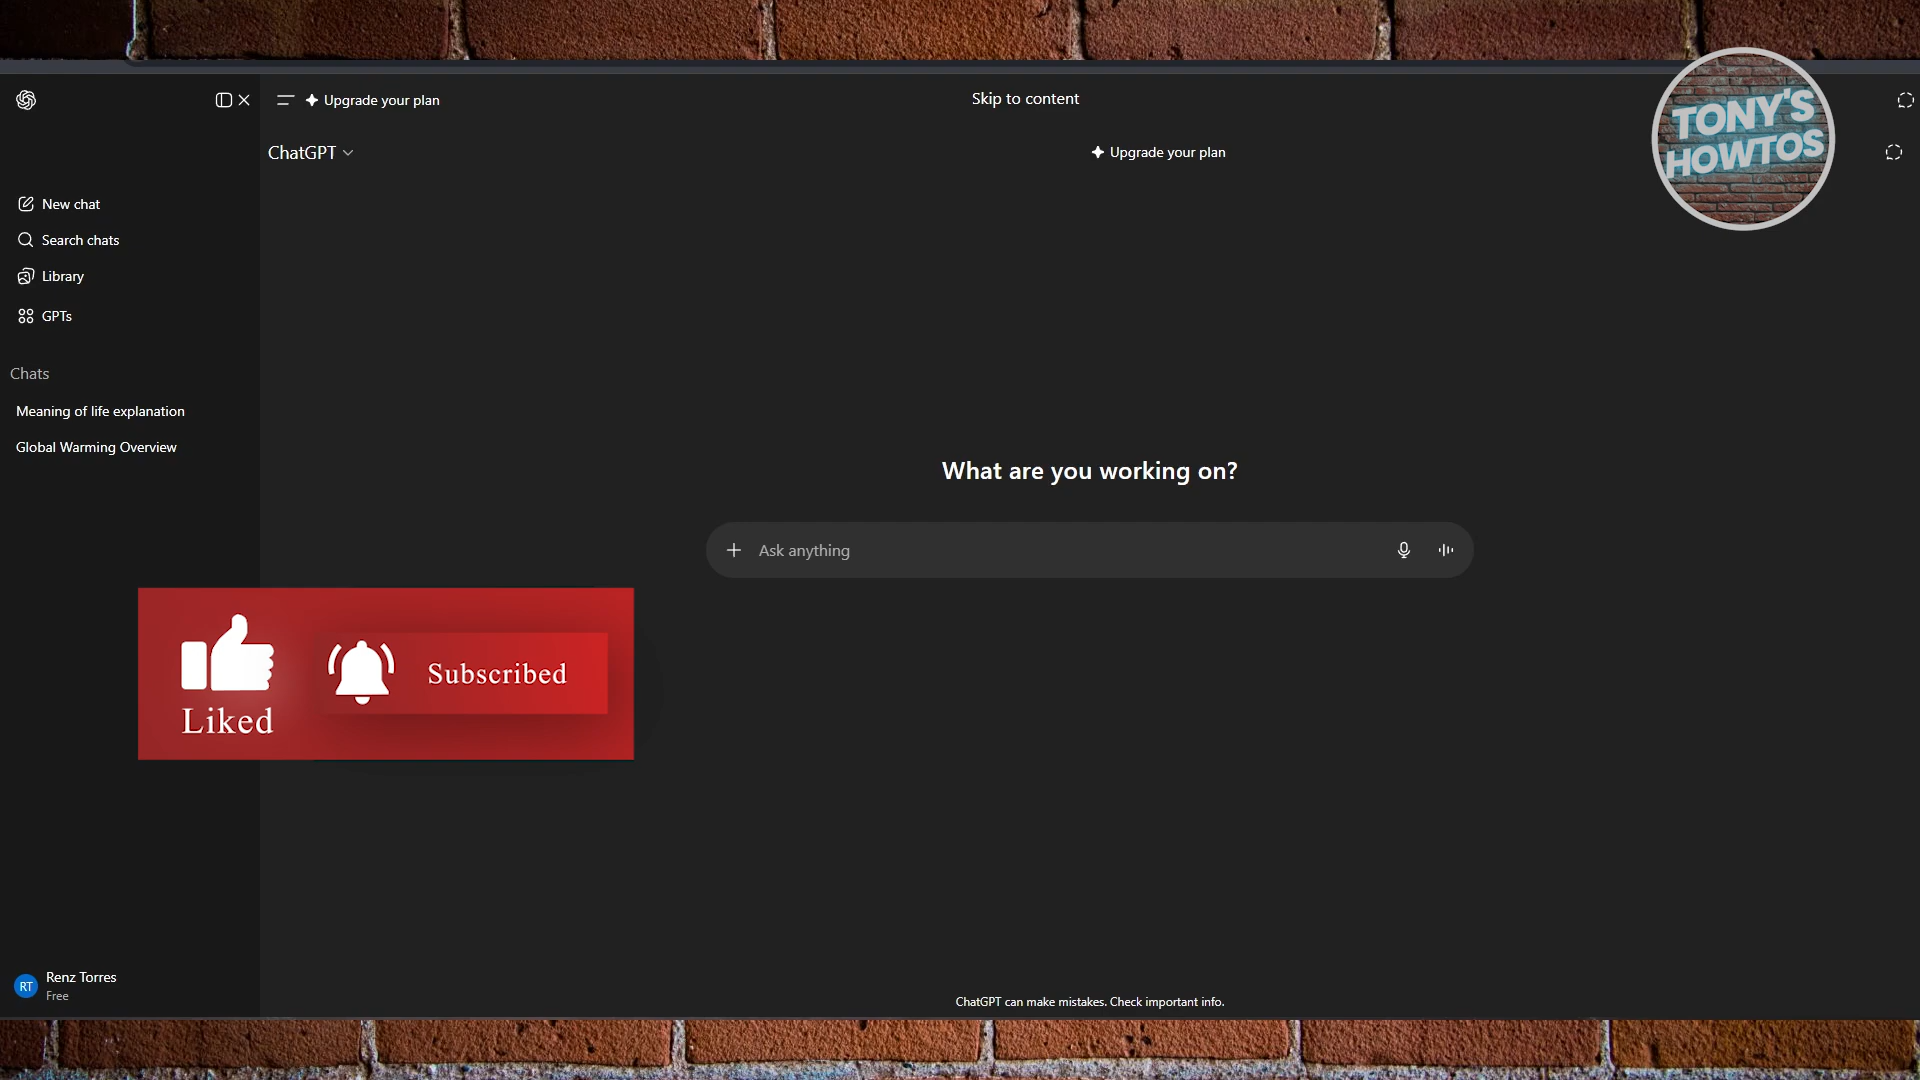 Upgrade your plan
Skip to content
TONY'S
HOWTOS
ChatGPT
Upgrade your plan
New chat
Search chats
Library
GPTs
Chats
Meaning of life explanation
Global Warming Overview
What are you working on?
Ask anything
Liked
Subscribed
RT
Renz Torres
Free
ChatGPT can make mistakes. Check important info.